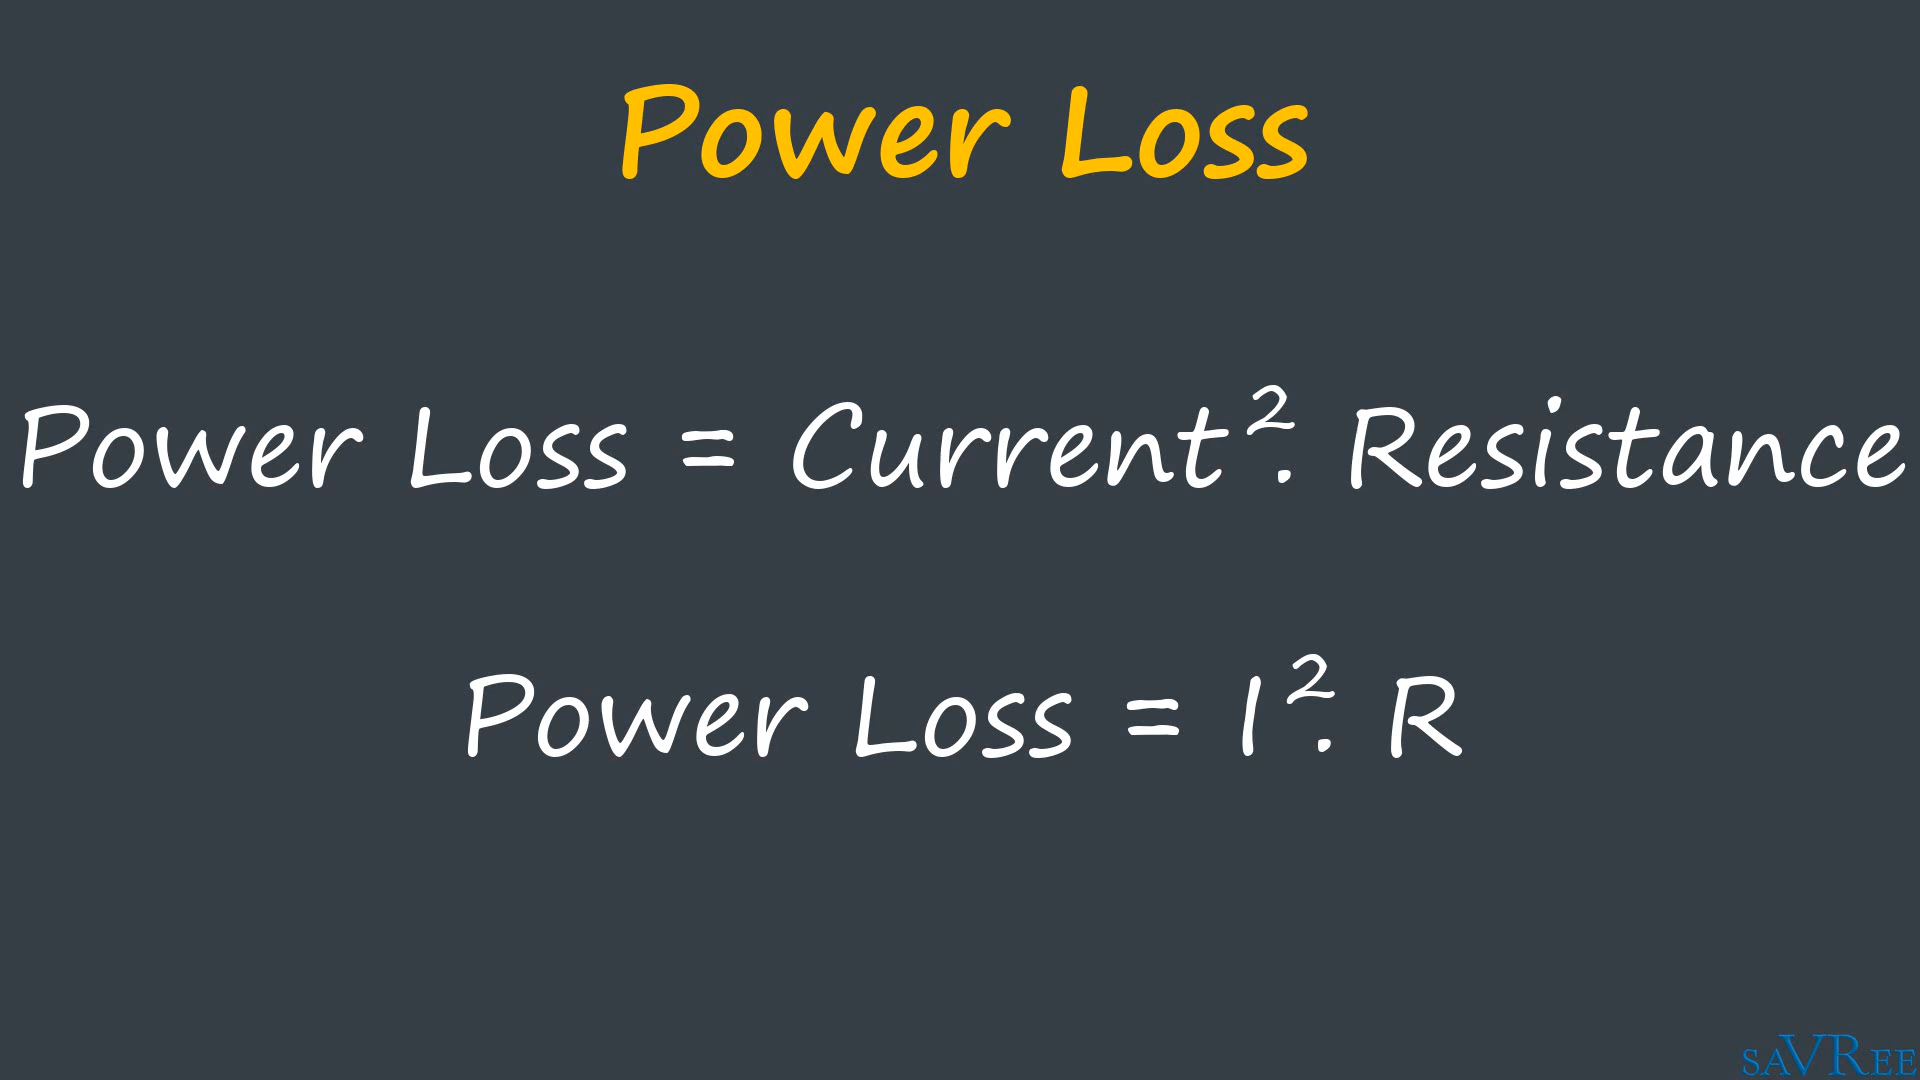 Power Loss
Power Loss = Current². Resistance
Power Loss = I². R
saVRee